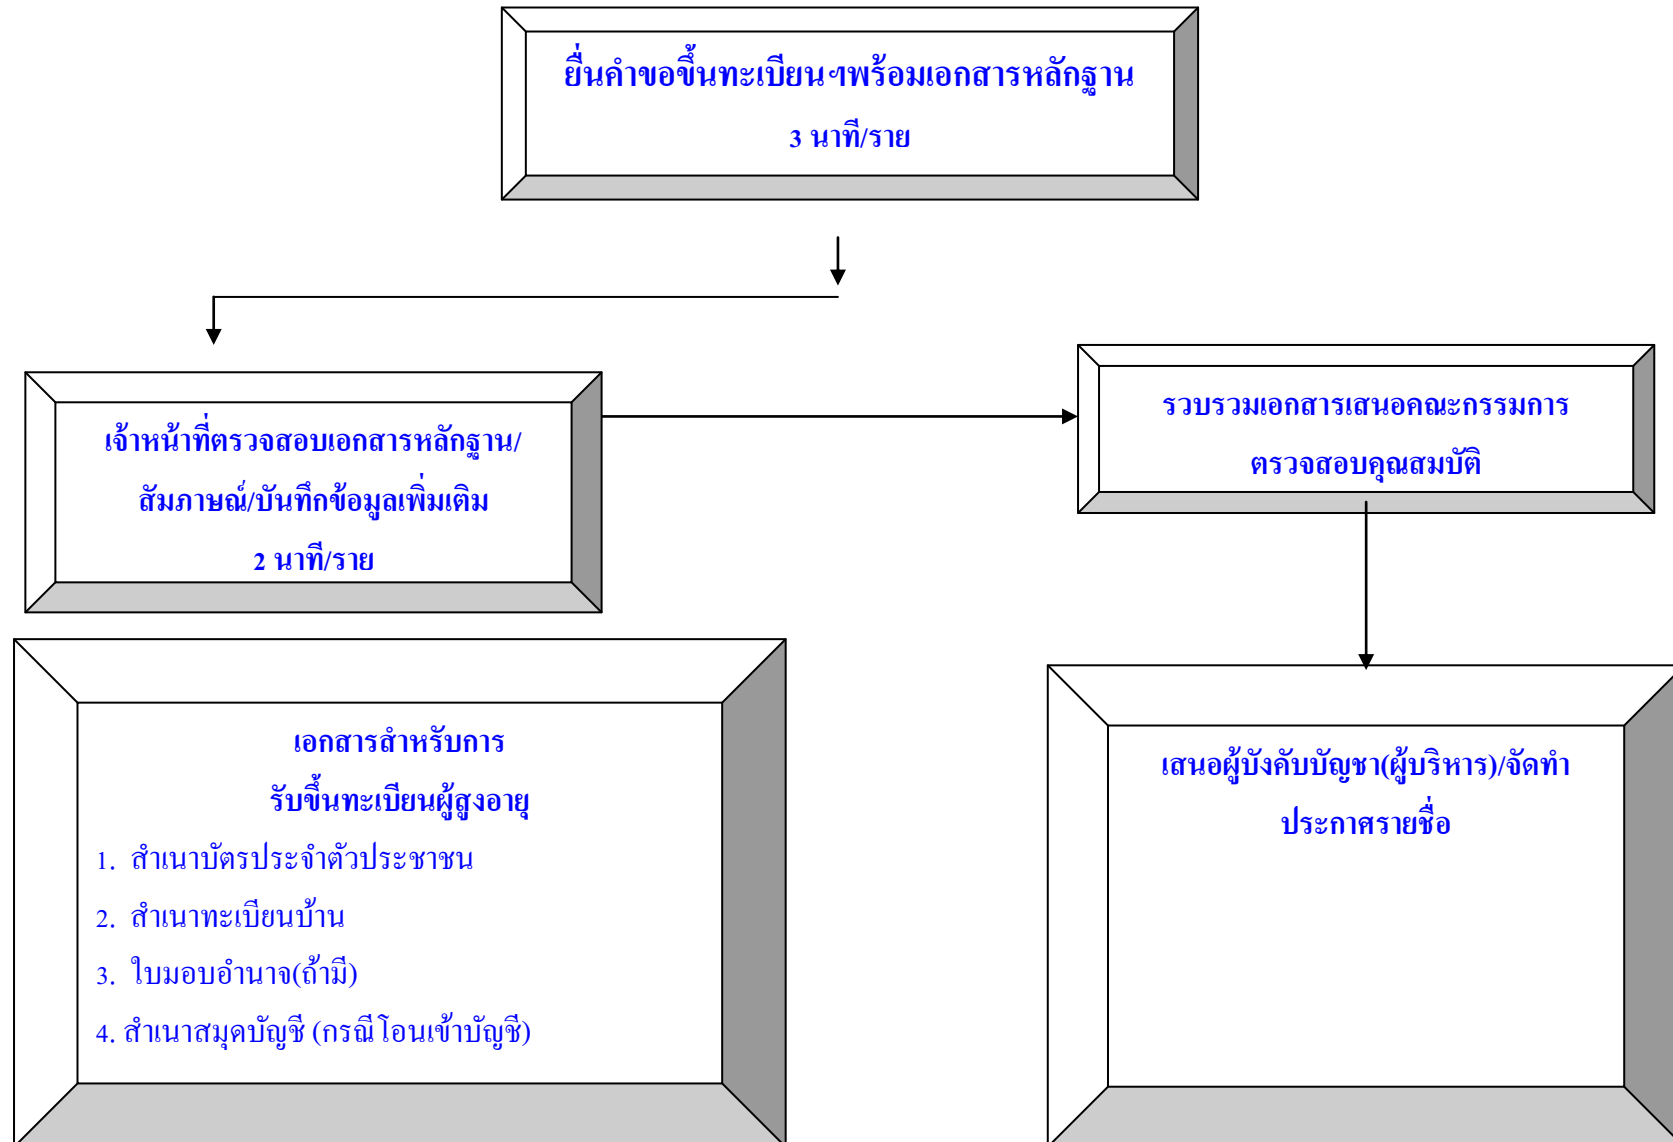 ยื่นคำขอขึ้นทะเบียนฯพร้อมเอกสารหลักฐาน
3 นาที/ราย
เจ้าหน้าที่ตรวจสอบเอกสารหลักฐาน/
สัมภาษณ์/บันทึกข้อมูลเพิ่มเติม
2 นาที/ราย
รวบรวมเอกสารเสนอคณะกรรมการ
ตรวจสอบคุณสมบัติ
เอกสารสำหรับการ
รับขึ้นทะเบียนผู้สูงอายุ
1. สำเนาบัตรประจำตัวประชาชน
2. สำเนาทะเบียนบ้าน
3. ใบมอบอำนาจ(ถ้ามี)
4. สำเนาสมุดบัญชี (กรณีโอนเข้าบัญชี)
เสนอผู้บังคับบัญชา(ผู้บริหาร)/จัดทำ
ประกาศรายชื่อ